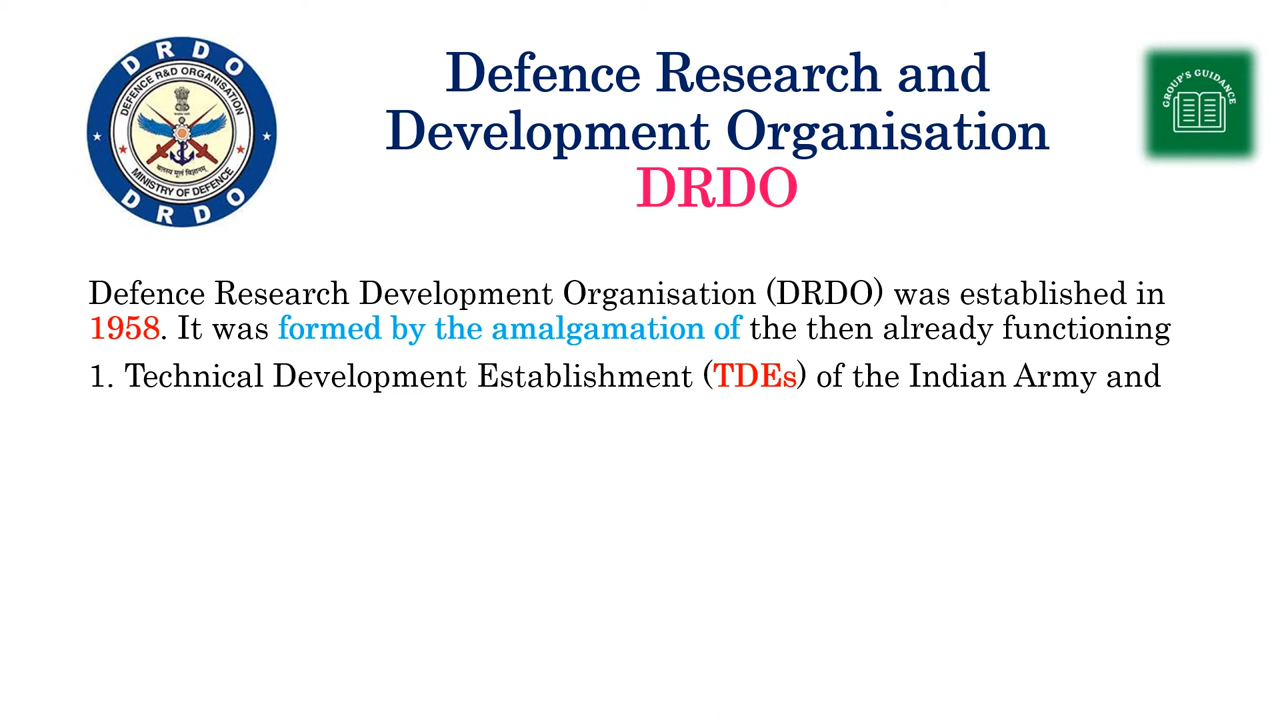 DRDO
DEFENCE R&D ORGANISATION
MINISTRY OF DEFENCE
DRDO
Defence Research and
Development Organisation
DRDO
GROUP'S GUIDANCE
Defence Research Development Organisation (DRDO) was established in
1958. It was formed by the amalgamation of the then already functioning
1. Technical Development Establishment (TDEs) of the Indian Army and